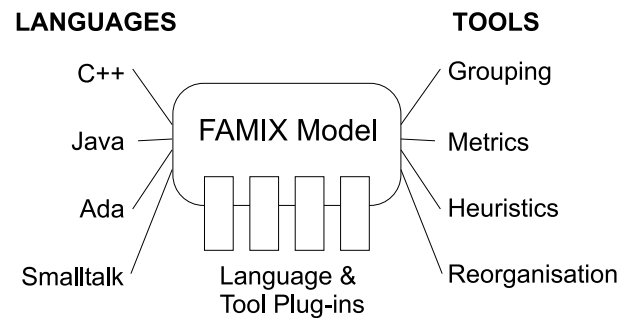 LANGUAGES
TOOLS
C++
Grouping
Java
FAMIX Model
Metrics
Ada
Heuristics
Smalltalk
Language &
Tool Plug-ins
Reorganisation